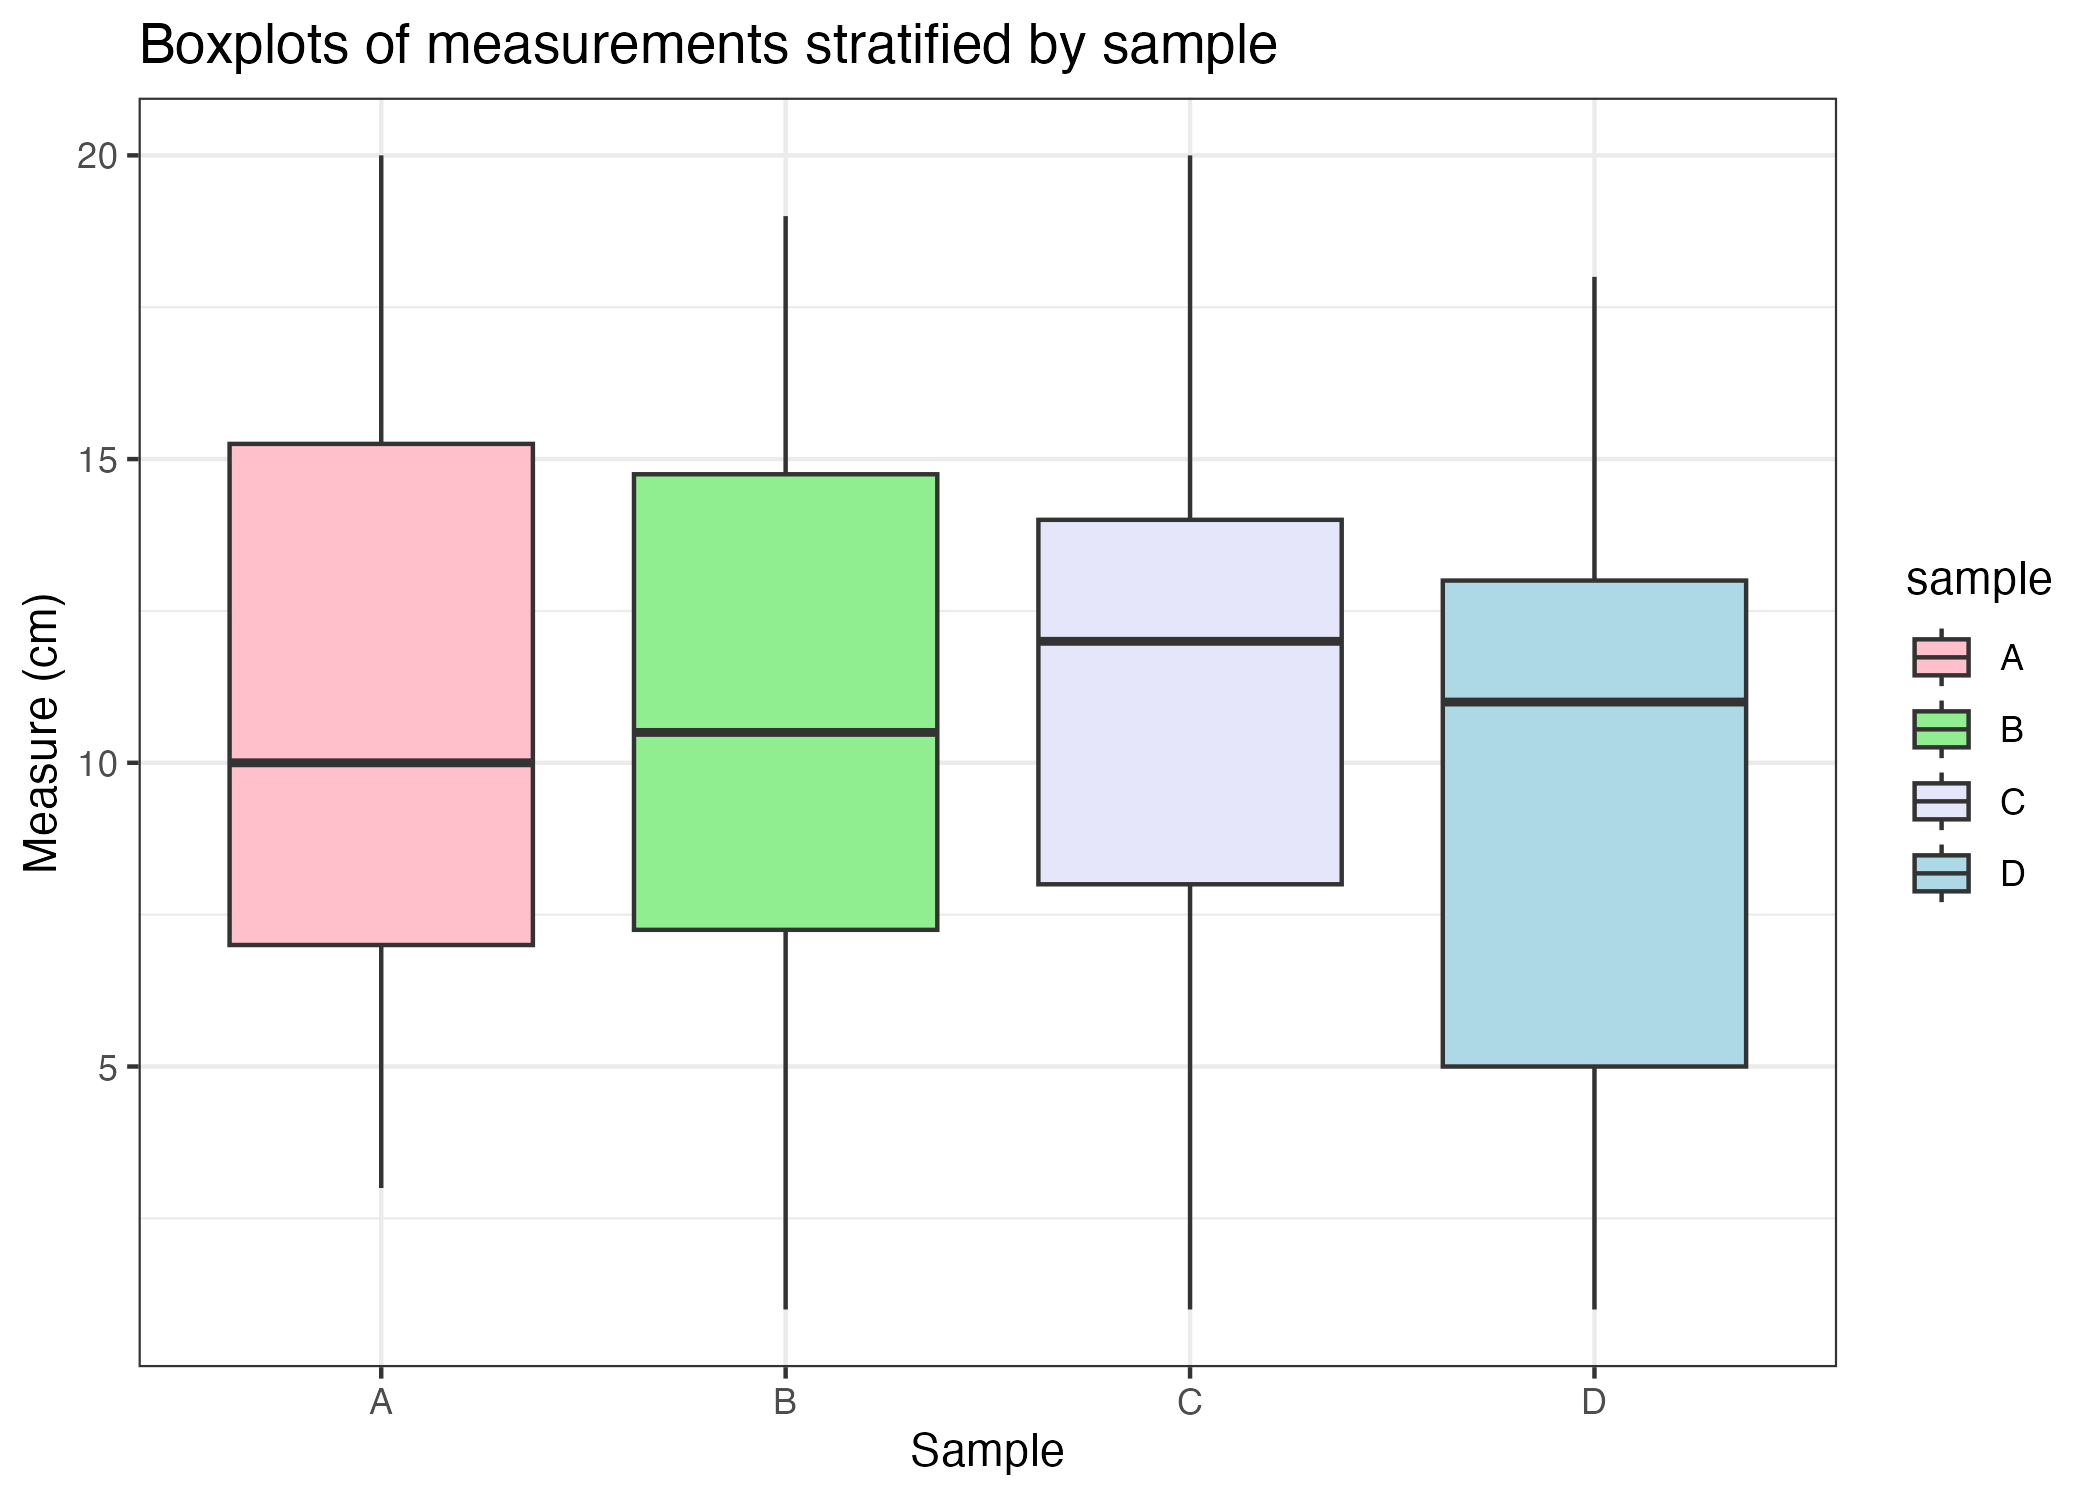 Boxplots of measurements stratified by sample
20
15
10
5
Measure (cm)
A
B
C
D
Sample
sample
A
B
C
D